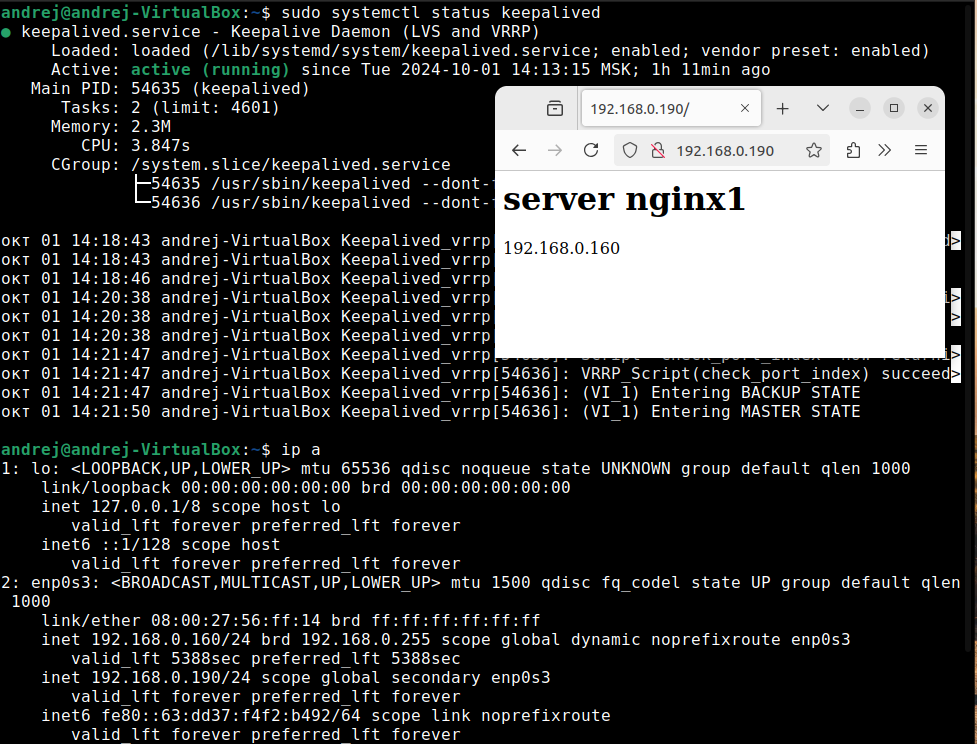 andrej@andrej-VirtualBox:~$ sudo systemctl status keepalived
● keepalived.service - Keepalive Daemon (LVS and VRRP)
Loaded: loaded (/lib/systemd/system/keepalived.service; enabled; vendor preset: enabled)
Active: active (running) since Tue 2024-10-01 14:13:15 MSK; 1h 11min ago
Main PID: 54635 (keepalived)
Tasks: 2 (limit: 4601)
Memory: 2.3M
CPU: 3.847s
CGroup: /system.slice/keepalived.service
├─54635 /usr/sbin/keepalived --dont-
└─54636 /usr/sbin/keepalived --dont-
192.168.0.190/
192.168.0.190
server nginx1
192.168.0.160
окт 01 14:18:43 andrej-VirtualBox Keepalived_vrrp[ >
окт 01 14:18:43 andrej-VirtualBox Keepalived_vrrp[
окт 01 14:18:46 andrej-VirtualBox Keepalived_vrrp[
окт 01 14:20:38 andrej-VirtualBox Keepalived_vrrp[ >
окт 01 14:20:38 andrej-VirtualBox Keepalived_vrrp[ >
окт 01 14:20:38 andrej-VirtualBox Keepalived_vrrp[
окт 01 14:21:47 andrej-VirtualBox Keepalived_vrrp[ >
окт 01 14:21:47 andrej-VirtualBox Keepalived_vrrp[54636]: VRRP_Script(check_port_index) succeed>
окт 01 14:21:47 andrej-VirtualBox Keepalived_vrrp[54636]: (VI_1) Entering BACKUP STATE
окт 01 14:21:50 andrej-VirtualBox Keepalived_vrrp[54636]: (VI_1) Entering MASTER STATE
andrej@andrej-VirtualBox:~$ ip a
1: lo: <LOOPBACK,UP,LOWER_UP> mtu 65536 qdisc noqueue state UNKNOWN group default qlen 1000
link/loopback 00:00:00:00:00:00 brd 00:00:00:00:00:00
inet 127.0.0.1/8 scope host lo
valid_lft forever preferred_lft forever
inet6 ::1/128 scope host
valid_lft forever preferred_lft forever
2: enp0s3: <BROADCAST,MULTICAST,UP,LOWER_UP> mtu 1500 qdisc fq_codel state UP group default qlen
1000
link/ether 08:00:27:56:ff:14 brd ff:ff:ff:ff:ff:ff
inet 192.168.0.160/24 brd 192.168.0.255 scope global dynamic noprefixroute enp0s3
valid_lft 5388sec preferred_lft 5388sec
inet 192.168.0.190/24 scope global secondary enp0s3
valid_lft forever preferred_lft forever
inet6 fe80::63:dd37:f4f2:b492/64 scope link noprefixroute
valid_lft forever preferred_lft forever